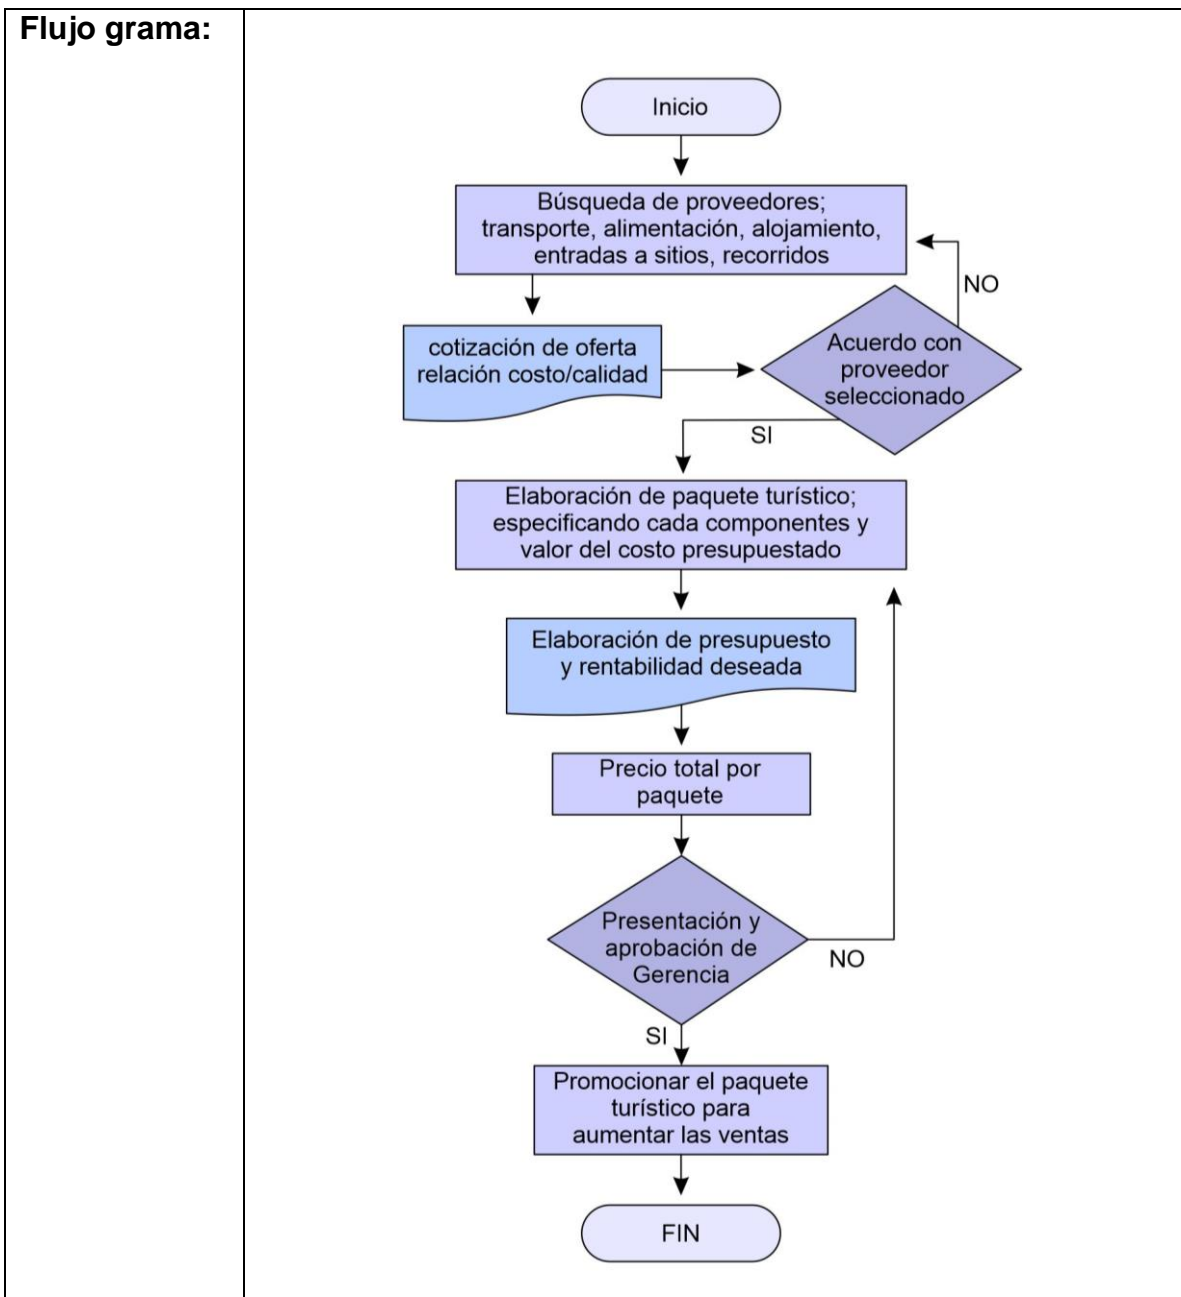 Flujo grama:
Inicio
Búsqueda de proveedores;
transporte, alimentación, alojamiento,
entradas a sitios, recorridos
NO
cotización de oferta
relación costo/calidad
Acuerdo con
proveedor
seleccionado
SI
Elaboración de paquete turístico;
especificando cada componentes y
valor del costo presupuestado
Elaboración de presupuesto
y rentabilidad deseada
Precio total por
paquete
Presentación y
aprobación de
Gerencia
NO
SI
Promocionar el paquete
turístico para
aumentar las ventas
FIN